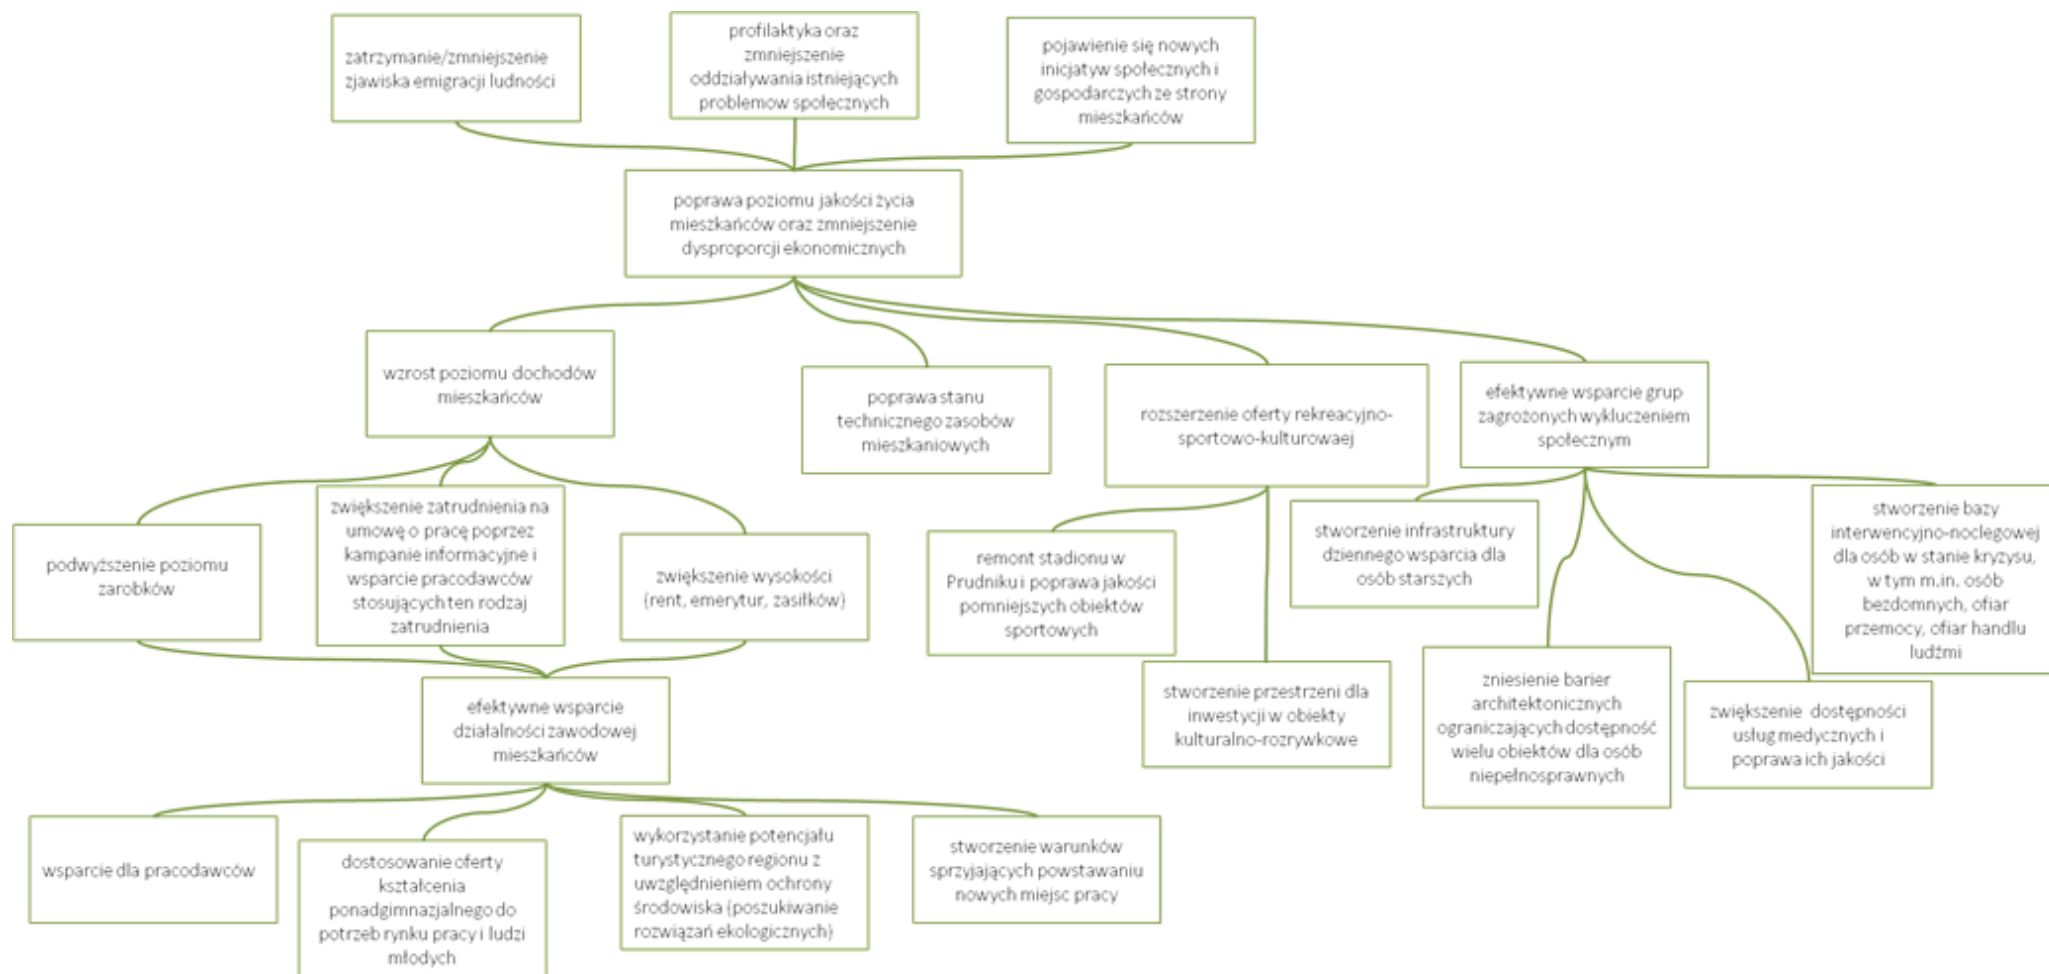 zatrzymanie/zmniejszenie
zjawiska emigracji ludności
profilaktyka oraz
zmniejszenie
oddziaływania istniejących
problemow społęcznych
pojawienie się nowych
inicjatyw społecznych i
gospodarczych ze strony
mieszkańców
poprawa poziomu jakości życia
mieszkańców oraz zmniejszenie
dysproporcji ekonomicznych
wzrost poziomu dochodów
mieszkańców
poprawa stanu
technicznego zasobów
mieszkaniowych
rozszerzenie oferty rekreacyjno-
sportowo-kulturowaej
efektywne wsparcie grup
zagrożonych wykluczeniem
społecznym
podwyższenie poziomu
zarobków
zwiększenie zatrudnienia na
umowę o pracę poprzez
kampanie informacyjne i
wsparcie pracodawców
stosujących ten rodzaj
zatrudnienia
zwiększenie wysokości
(rent, emerytur, zasiłków)
remont stadionu w
Prudniku i poprawa jakości
pomniejszych obiektów
sportowych
stworzenie infrastruktury
dziennego wsparcia dla
osób starszych
stworzenie bazy
interwencyjno-noclegowej
dla osób w stanie kryzysu,
w tym m.in. osób
bezdomnych, ofiar
przemocy, ofiar handlu
ludźmi
stworzenie przestrzeni dla
inwestycji w obiekty
kulturalno-rozrywkowe
zniesienie barier
architektonicznych
ograniczających dostępność
wielu obiektów dla osób
niepełnosprawnych
zwiększenie dostępności
usług medycznych i
poprawa ich jakości
efektywne wsparcie
działalności zawodowej
mieszkańców
wsparcie dla pracodawców
dostosowanie oferty
kształcenia
ponadgimnazjalnego do
potrzeb rynku pracy i ludzi
młodych
wykorzystanie potencjału
turystycznego regionu z
uwzględnieniem ochrony
środowiska (poszukiwanie
rozwiązań ekologicznych)
stworzenie warunków
sprzyjających powstawaniu
nowych miejsc pracy